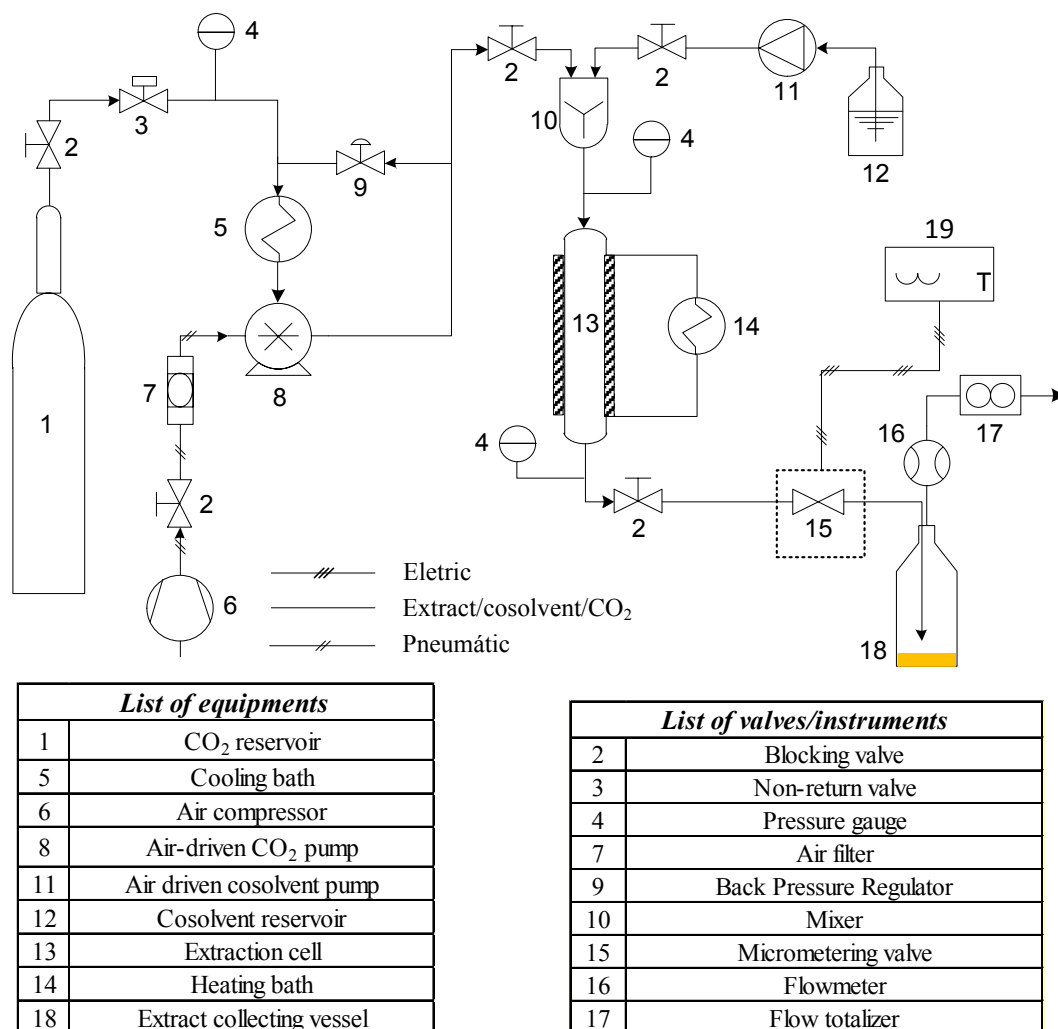 4
2
2
3
11
10
2
4
12
9
5
19
T
13
14
7
8
1
4
16
17
2
2
15
Eletric
6
Extract/cosolvent/CO₂
Pneumátic
18
List of equipments
1 CO₂ reservoir
5 Cooling bath
6 Air compressor
8 Air-driven CO₂ pump
11 Air driven cosolvent pump
12 Cosolvent reservoir
13 Extraction cell
14 Heating bath
18 Extract collecting vessel
List of valves/instruments
2 Blocking valve
3 Non-return valve
4 Pressure gauge
7 Air filter
9 Back Pressure Regulator
10 Mixer
15 Micrometering valve
16 Flowmeter
17 Flow totalizer